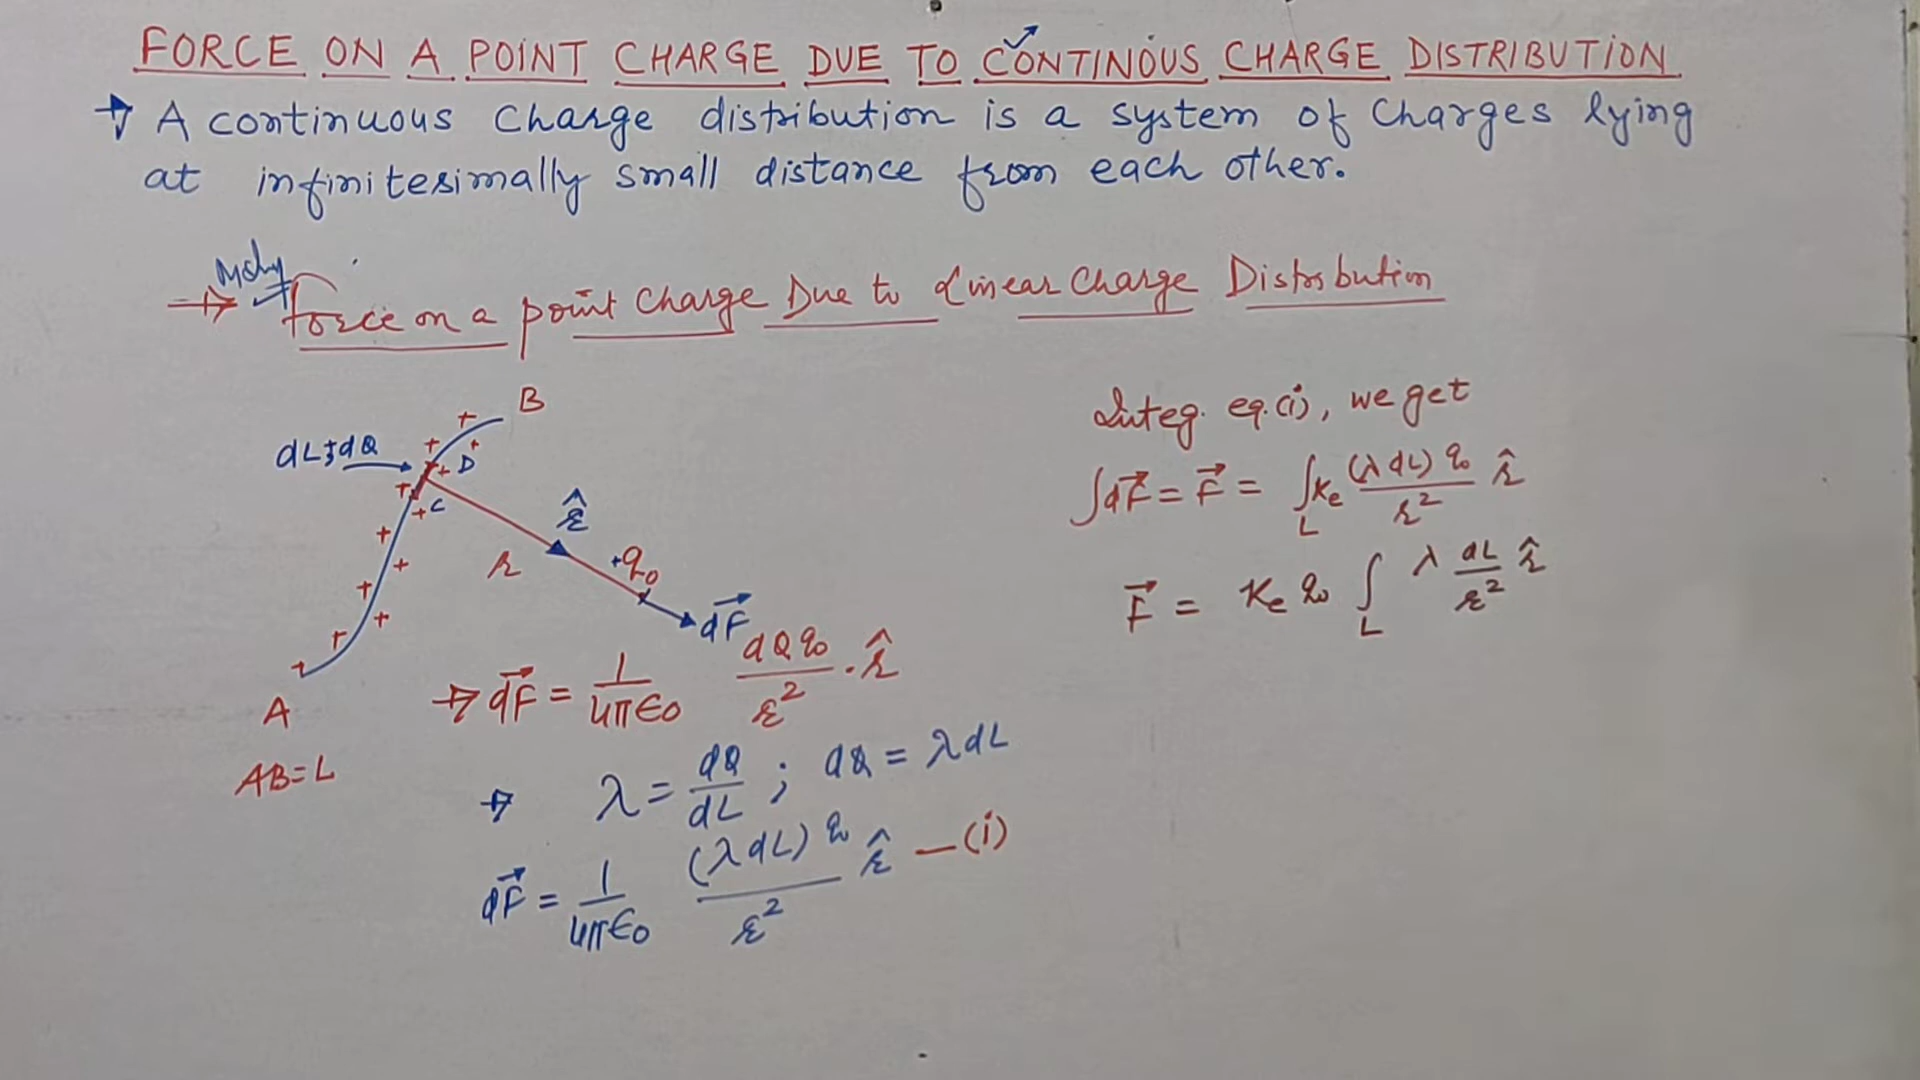 FORCE ON A POINT CHARGE DUE TO CONTINOUS CHARGE DISTRIBUTION
→ A continuous charge distribution is a system of charges lying
at infinitesimally small distance from each other.
→ Force on a point charge Due to Linear Charge Distribution
B
dL; dQ
D
C
r̂
r
+q₀
dF⃗
A
AB=L
→ dF⃗ = 1/4πϵ₀ dQ q₀/r² . r̂
→ λ = dQ/dL ; dQ = λdL
dF⃗ = 1/4πϵ₀ (λdL) q₀/r² r̂ —(i)
Integ. eq.(i), we get
∫dF⃗ = F⃗ = ∫L Ke (λdL) q₀/r² r̂
F⃗ = Ke q₀ ∫L λ dL/r² r̂